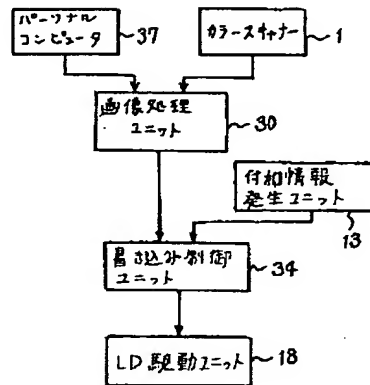 パーソナル
コンピュータ
37
カラースキャナー
1
画像処理
ユニット
30
付加情報
発生ユニット
13
書込み制御
ユニット
34
LD駆動ユニット
18